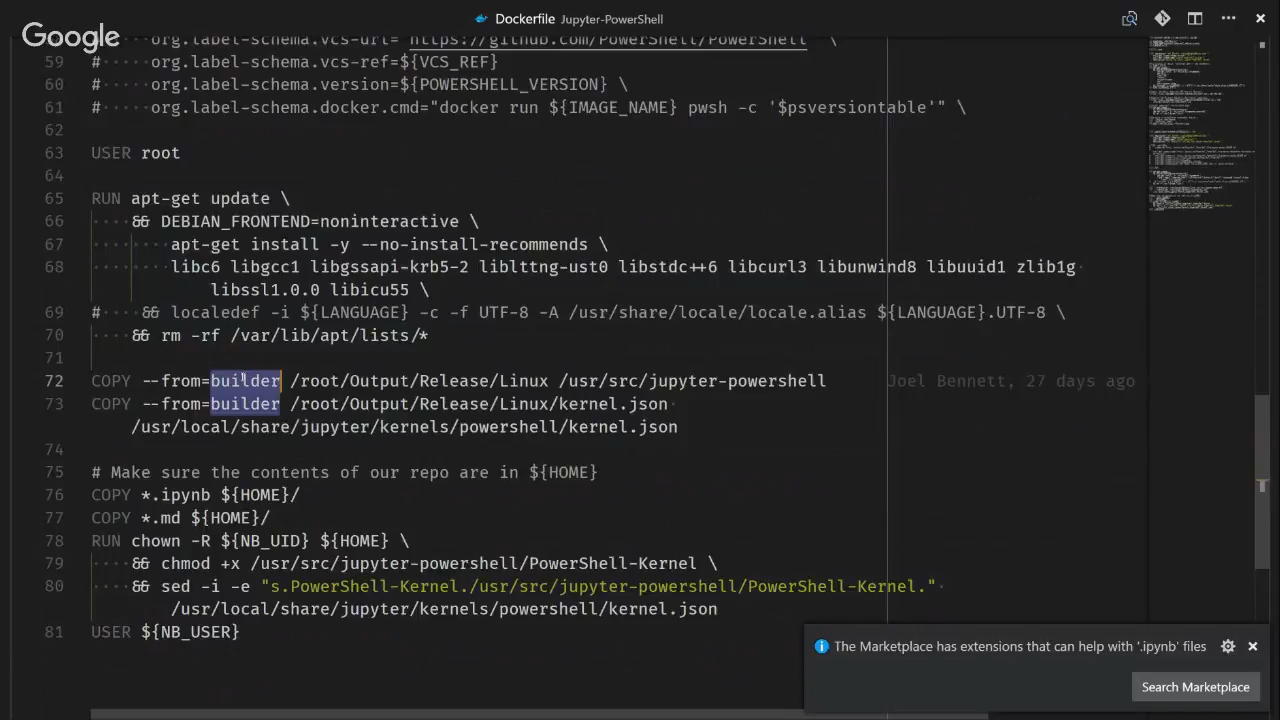 Dockerfile Jupyter-PowerShell
Google
# org.label-schema.vcs-url="https://github.com/PowerShell/PowerShell" \
59 # org.label-schema.vcs-ref=${VCS_REF}
60 # org.label-schema.version=${POWERSHELL_VERSION} \
61 # org.label-schema.docker.cmd="docker run ${IMAGE_NAME} pwsh -c '$psversiontable'" \
62
63 USER root
64
65 RUN apt-get update \
66 && DEBIAN_FRONTEND=noninteractive \
67 apt-get install -y --no-install-recommends \
68 libc6 libgcc1 libgssapi-krb5-2 liblttng-ust0 libstdc++6 libcurl3 libunwind8 libuuid1 zlib1g
libssl1.0.0 libicu55 \
69 # && localedef -i ${LANGUAGE} -c -f UTF-8 -A /usr/share/locale/locale.alias ${LANGUAGE}.UTF-8 \
70 && rm -rf /var/lib/apt/lists/*
71
72 COPY --from=builder /root/Output/Release/Linux /usr/src/jupyter-powershell Joel Bennett, 27 days ago
73 COPY --from=builder /root/Output/Release/Linux/kernel.json
/usr/local/share/jupyter/kernels/powershell/kernel.json
74
75 # Make sure the contents of our repo are in ${HOME}
76 COPY *.ipynb ${HOME}/
77 COPY *.md ${HOME}/
78 RUN chown -R ${NB_UID} ${HOME} \
79 && chmod +x /usr/src/jupyter-powershell/PowerShell-Kernel \
80 && sed -i -e "s.PowerShell-Kernel./usr/src/jupyter-powershell/PowerShell-Kernel."
/usr/local/share/jupyter/kernels/powershell/kernel.json
81 USER ${NB_USER}
The Marketplace has extensions that can help with '.ipynb' files
Search Marketplace